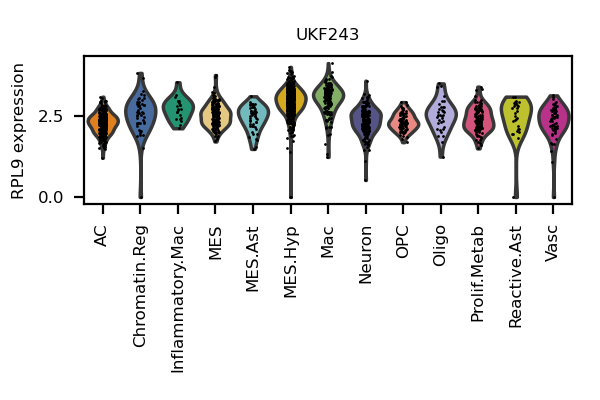 UKF243
RPL9 expression
2.5
0.0
AC
Chromatin.Reg
Inflammatory.Mac
MES
MES.Ast
MES.Hyp
Mac
Neuron
OPC
Oligo
Prolif.Metab
Reactive.Ast
Vasc